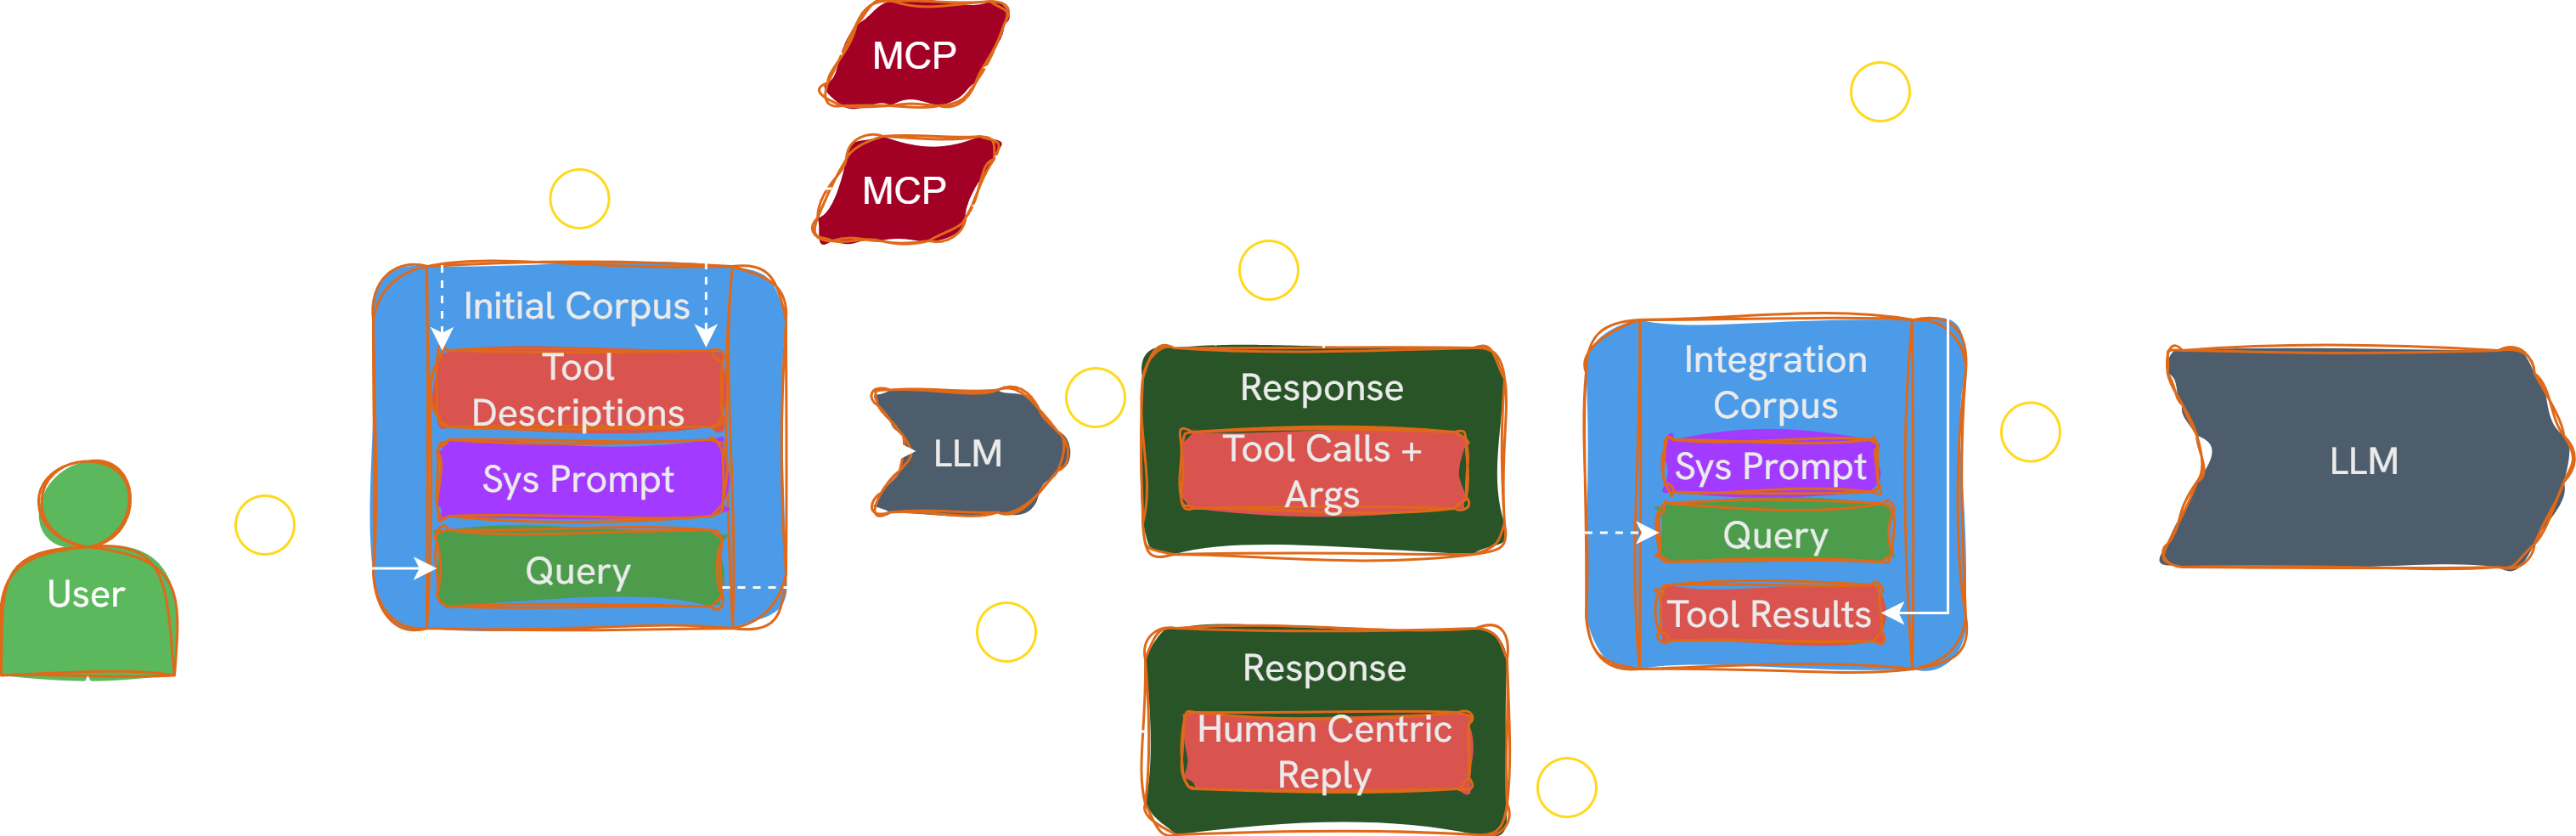 MCP
MCP
Initial Corpus
Tool
Descriptions
Sys Prompt
Query
User
LLM
Response
Tool Calls +
Args
Response
Human Centric
Reply
Integration
Corpus
Sys Prompt
Query
Tool Results
LLM